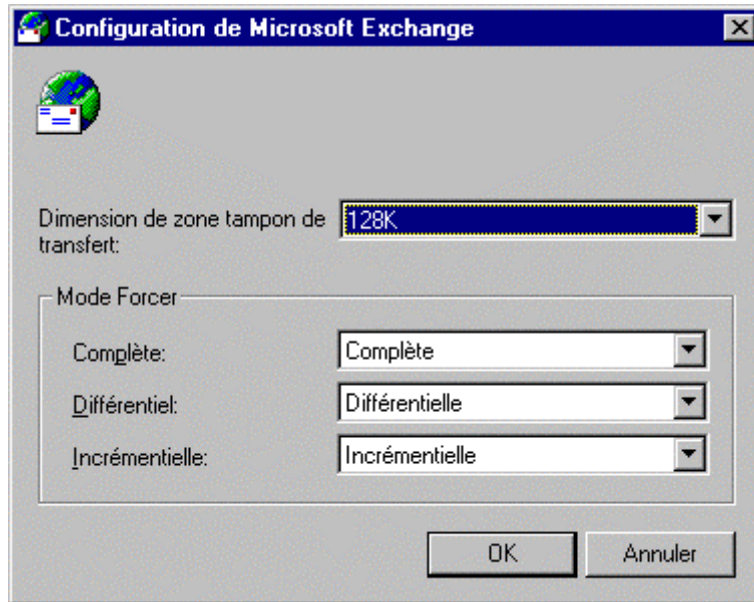 Configuration de Microsoft Exchange
Dimension de zone tampon de 128K
transfert:
Mode Forcer
Complète: Complète
Différentiel: Différentielle
Incrémentielle: Incrémentielle
OK Annuler